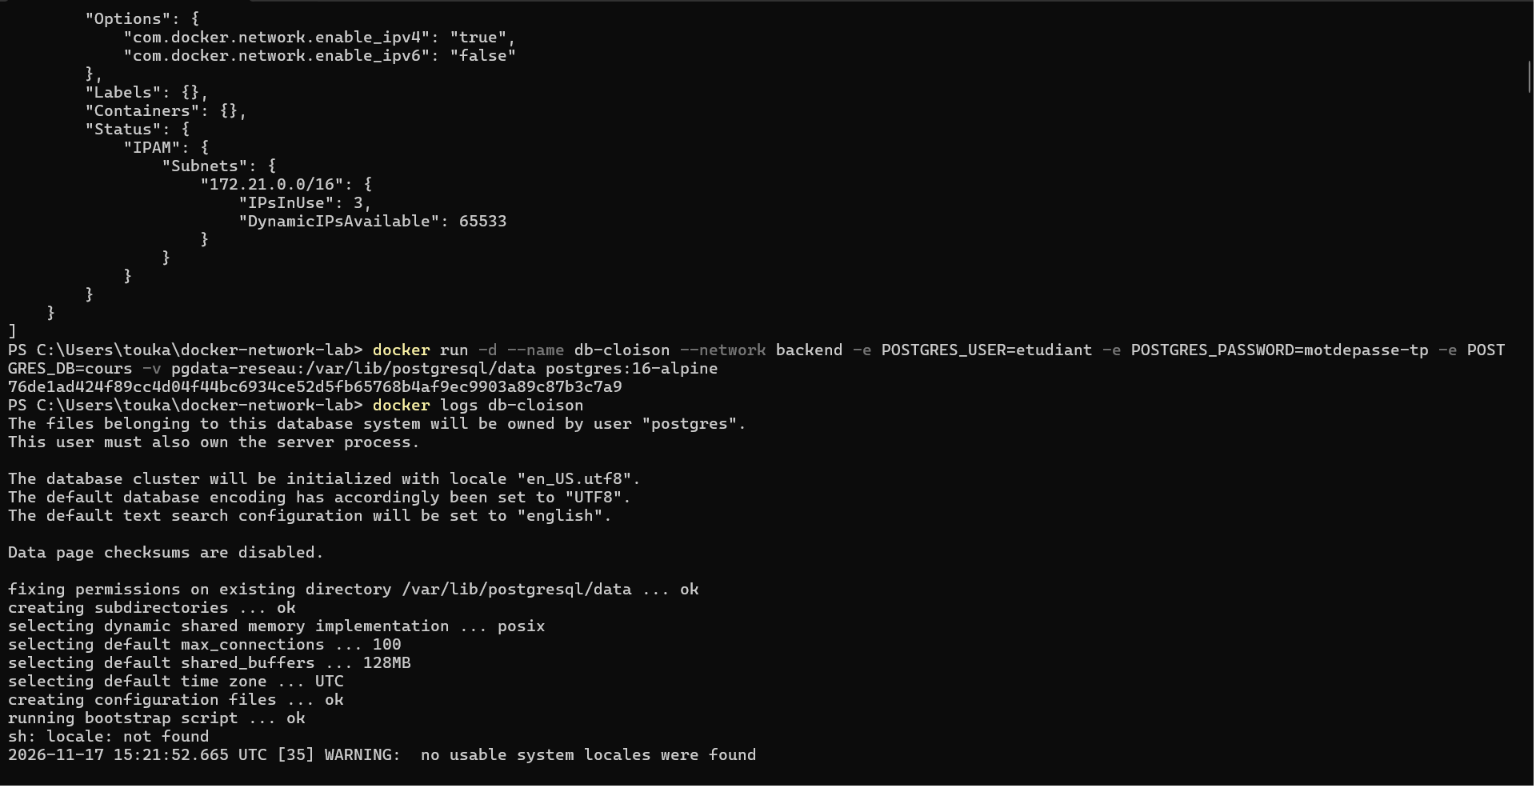 "Options": {
"com.docker.network.enable_ipv4": "true",
"com.docker.network.enable_ipv6": "false"
},
"Labels": {},
"Containers": {},
"Status": {
"IPAM": {
"Subnets": {
"172.21.0.0/16": {
"IPsInUse": 3,
"DynamicIPsAvailable": 65533
}
}
}
}
}
]
PS C:\Users\touka\docker-network-lab> docker run -d --name db-cloison --network backend -e POSTGRES_USER=etudiant -e POSTGRES_PASSWORD=motdepasse-tp -e POST
GRES_DB=cours -v pgdata-reseau:/var/lib/postgresql/data postgres:16-alpine
76de1ad424f89cc4d04f44bc6934ce52d5fb65768b4af9ec9903a89c87b3c7a9
PS C:\Users\touka\docker-network-lab> docker logs db-cloison
The files belonging to this database system will be owned by user "postgres".
This user must also own the server process.
The database cluster will be initialized with locale "en_US.utf8".
The default database encoding has accordingly been set to "UTF8".
The default text search configuration will be set to "english".
Data page checksums are disabled.
fixing permissions on existing directory /var/lib/postgresql/data ... ok
creating subdirectories ... ok
selecting dynamic shared memory implementation ... posix
selecting default max_connections ... 100
selecting default shared_buffers ... 128MB
selecting default time zone ... UTC
creating configuration files ... ok
running bootstrap script ... ok
sh: locale: not found
2026-11-17 15:21:52.665 UTC [35] WARNING:  no usable system locales were found